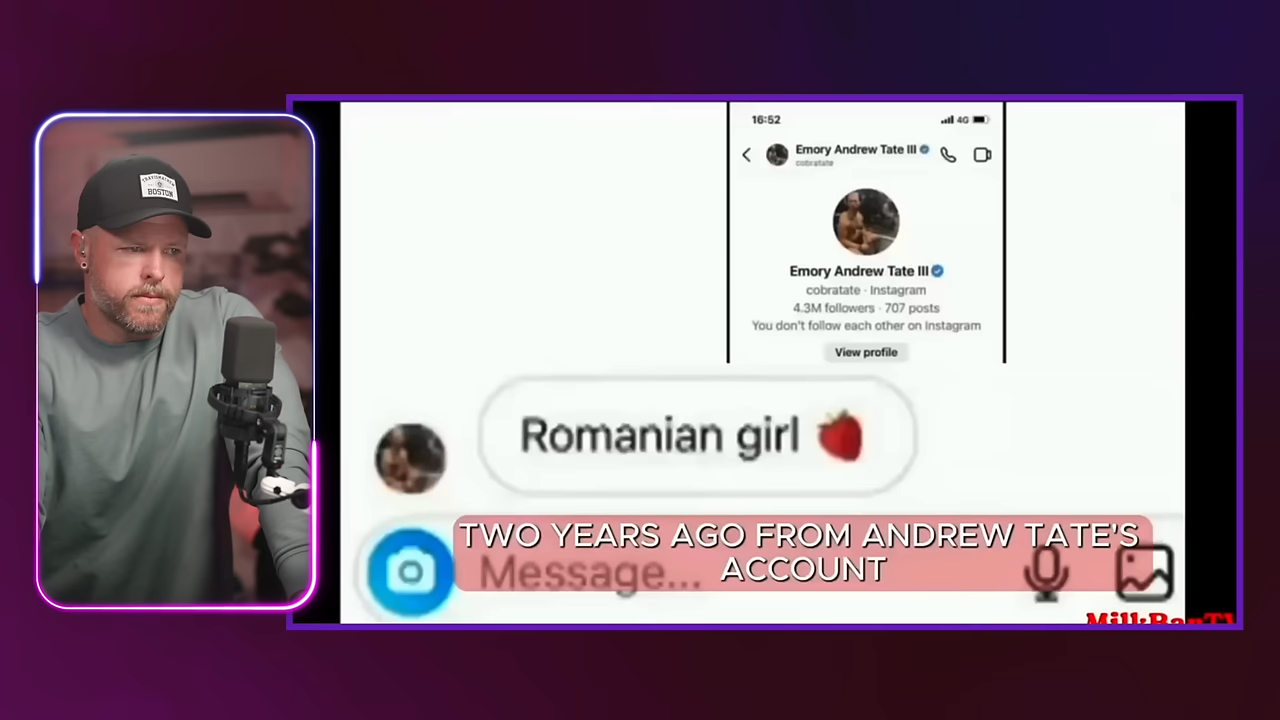 TRAVISMATHEW
BOSTON
16:52
4G
Emory Andrew Tate III
cobratate
Emory Andrew Tate III
cobratate · Instagram
4.3M followers · 707 posts
You don't follow each other on Instagram
View profile
Romanian girl 🍓
TWO YEARS AGO FROM ANDREW TATE'S
ACCOUNT
Message...